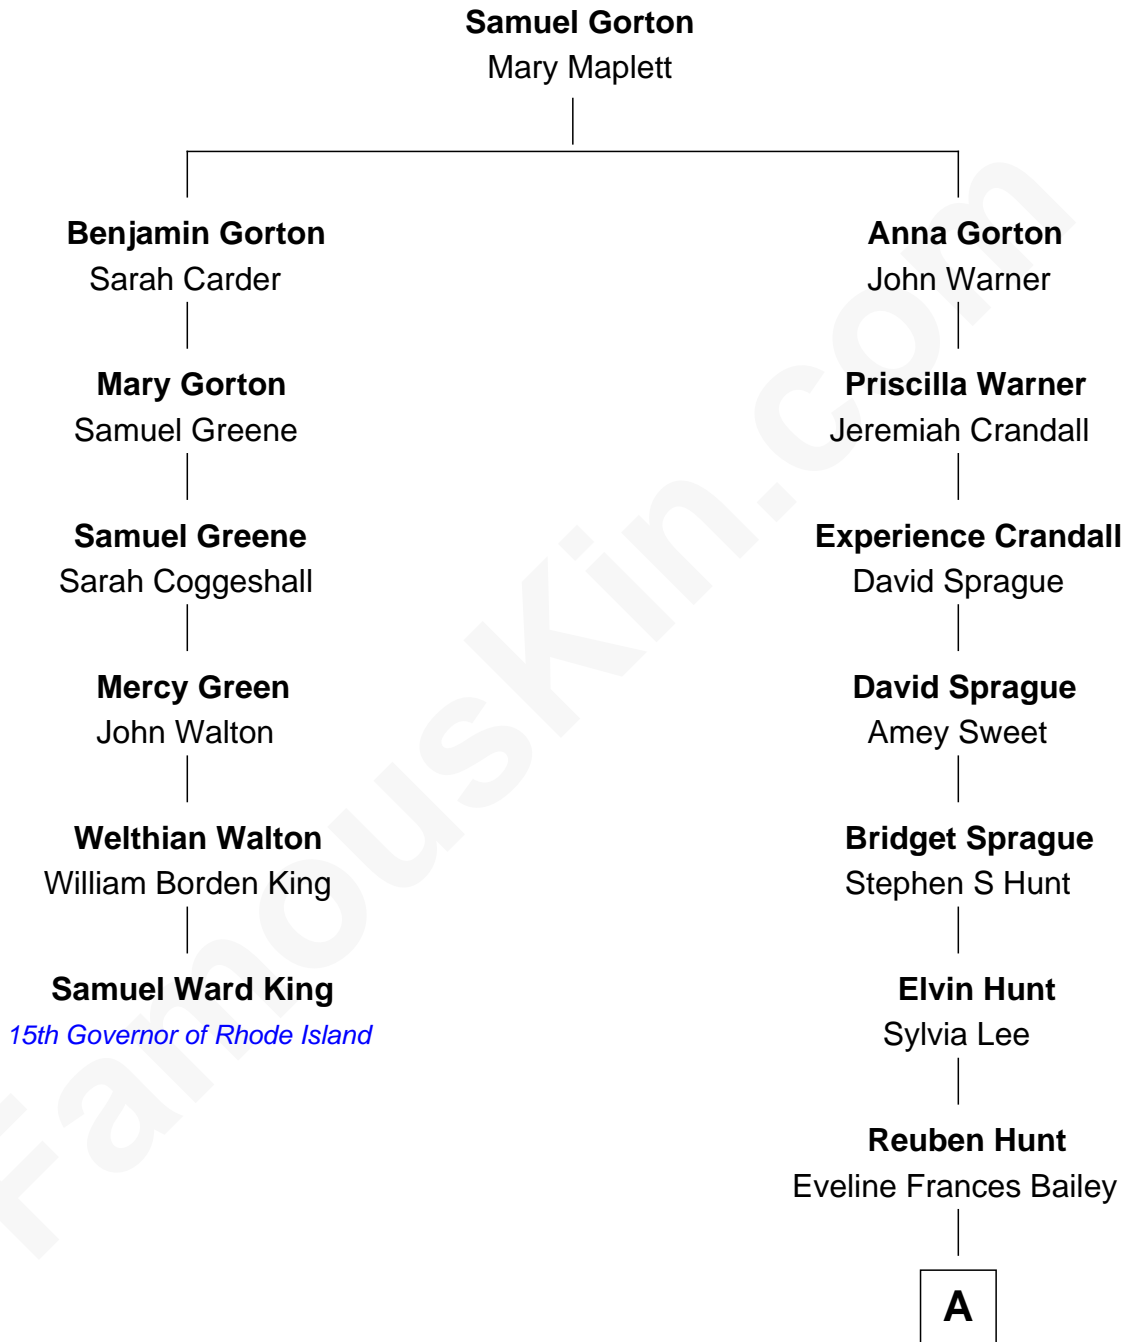 Samuel Gorton
Mary Maplett
Benjamin Gorton
Sarah Carder
Mary Gorton
Samuel Greene
Samuel Greene
Sarah Coggeshall
Mercy Green
John Walton
Welthian Walton
William Borden King
Samuel Ward King
15th Governor of Rhode Island
Anna Gorton
John Warner
Priscilla Warner
Jeremiah Crandall
Experience Crandall
David Sprague
David Sprague
Amey Sweet
Bridget Sprague
Stephen S Hunt
Elvin Hunt
Sylvia Lee
Reuben Hunt
Eveline Frances Bailey
A
FamousKin.com